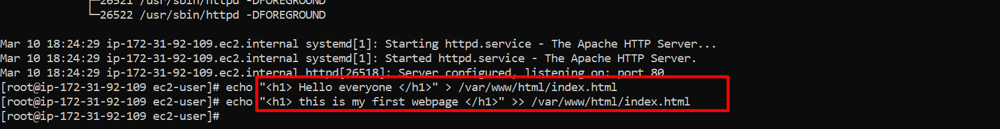 ├─26521 /usr/sbin/httpd -DFOREGROUND
└─26522 /usr/sbin/httpd -DFOREGROUND
Mar 10 18:24:29 ip-172-31-92-109.ec2.internal systemd[1]: Starting httpd.service - The Apache HTTP Server...
Mar 10 18:24:29 ip-172-31-92-109.ec2.internal systemd[1]: Started httpd.service - The Apache HTTP Server.
Mar 10 18:24:29 ip-172-31-92-109.ec2.internal httpd[26518]: Server configured, listening on: port 80
[root@ip-172-31-92-109 ec2-user]# echo "<h1> Hello everyone </h1>" > /var/www/html/index.html
[root@ip-172-31-92-109 ec2-user]# echo "<h1> this is my first webpage </h1>" >> /var/www/html/index.html
[root@ip-172-31-92-109 ec2-user]#